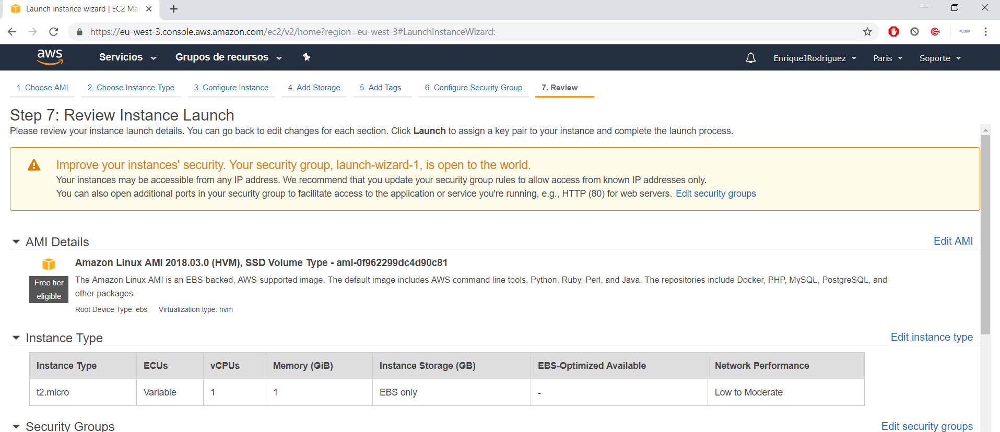 Launch instance wizard | EC2 Ma
https://eu-west-3.console.aws.amazon.com/ec2/v2/home?region=eu-west-3#LaunchInstanceWizard:
aws Servicios Grupos de recursos EnriqueJRodriguez París Soporte
1. Choose AMI 2. Choose Instance Type 3. Configure Instance 4. Add Storage 5. Add Tags 6. Configure Security Group 7. Review
Step 7: Review Instance Launch
Please review your instance launch details. You can go back to edit changes for each section. Click Launch to assign a key pair to your instance and complete the launch process.
Improve your instances' security. Your security group, launch-wizard-1, is open to the world.
Your instances may be accessible from any IP address. We recommend that you update your security group rules to allow access from known IP addresses only.
You can also open additional ports in your security group to facilitate access to the application or service you're running, e.g., HTTP (80) for web servers. Edit security groups
AMI Details Edit AMI
Amazon Linux AMI 2018.03.0 (HVM), SSD Volume Type - ami-0f962299dc4d90c81
Free tier
eligible
The Amazon Linux AMI is an EBS-backed, AWS-supported image. The default image includes AWS command line tools, Python, Ruby, Perl, and Java. The repositories include Docker, PHP, MySQL, PostgreSQL, and
other packages.
Root Device Type: ebs Virtualization type: hvm
Instance Type Edit instance type
Instance Type ECUs vCPUs Memory (GiB) Instance Storage (GB) EBS-Optimized Available Network Performance
t2.micro Variable 1 1 EBS only - Low to Moderate
Security Groups Edit security groups